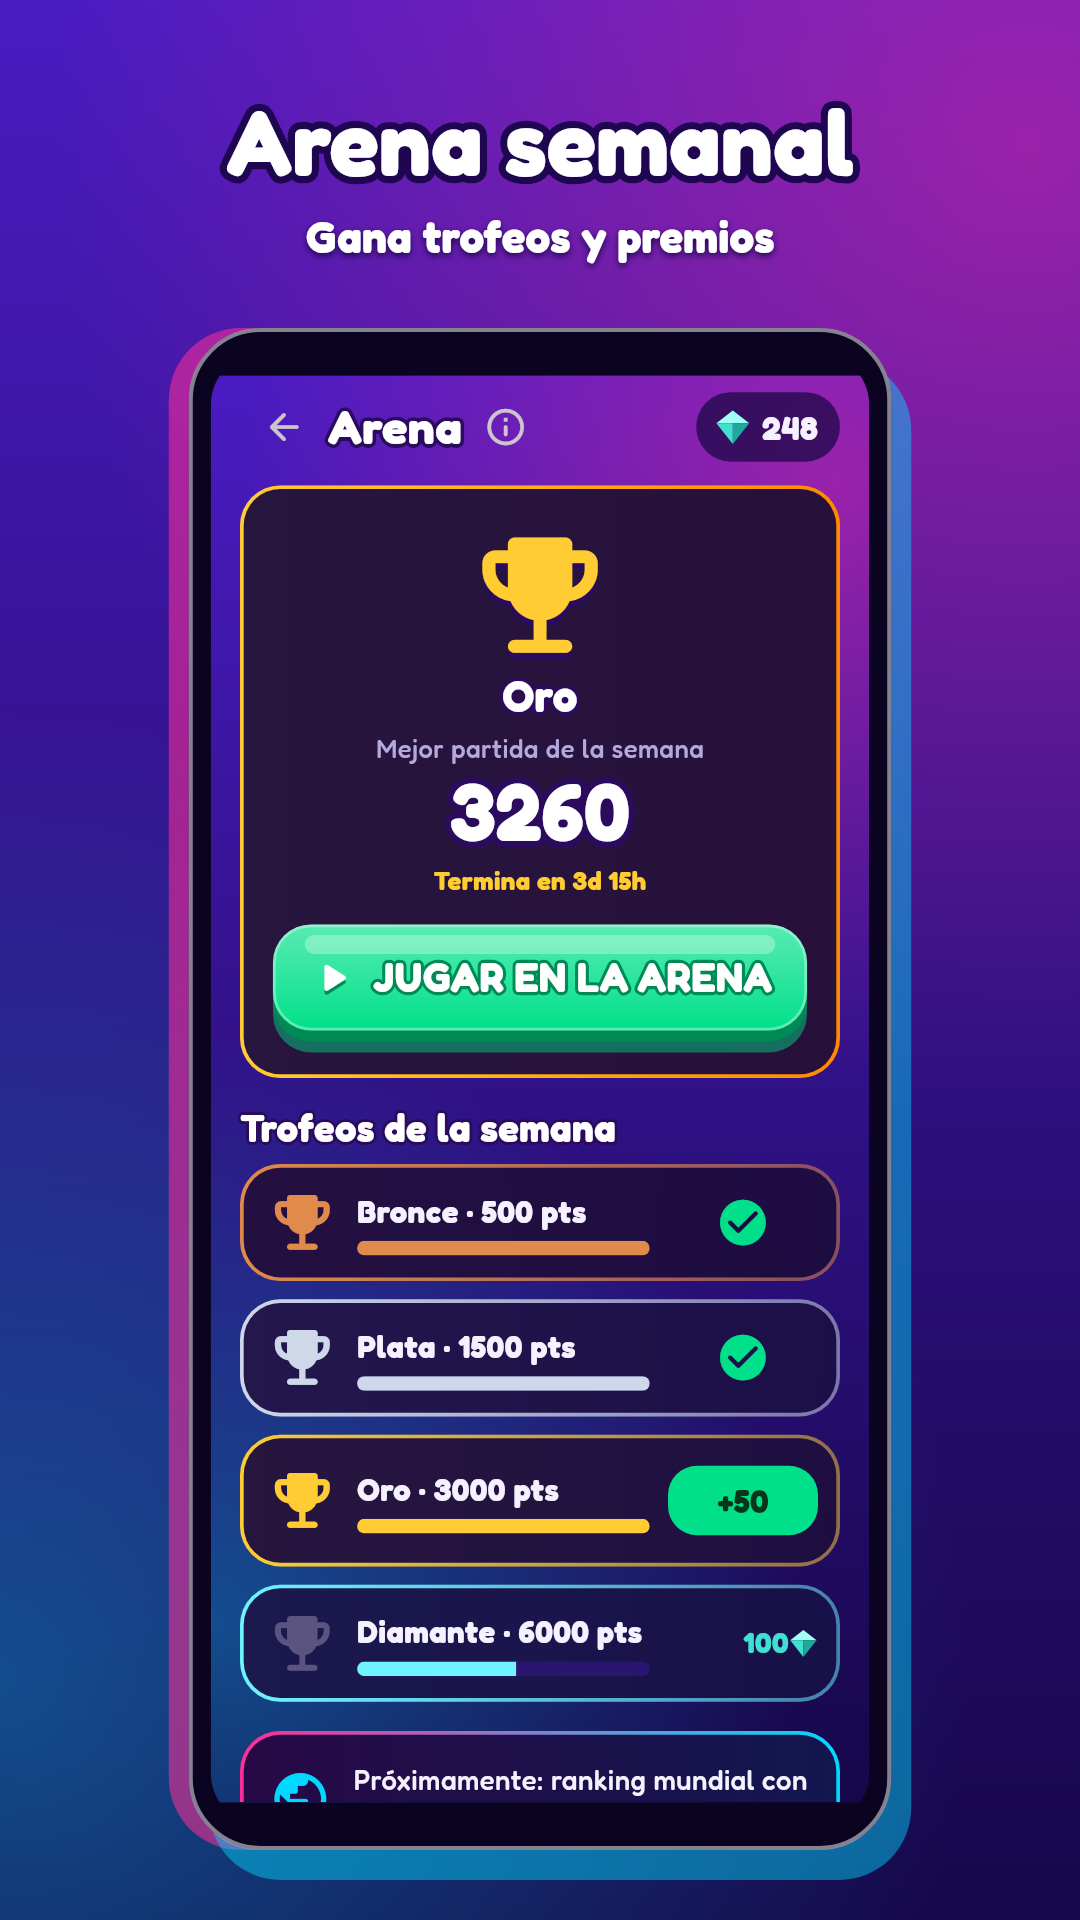 Arena semanal
Gana trofeos y premios
Arena
248
Oro
Mejor partida de la semana
3260
Termina en 3d 15h
JUGAR EN LA ARENA
Trofeos de la semana
Bronce · 500 pts
Plata · 1500 pts
Oro · 3000 pts
+50
Diamante · 6000 pts
100
Próximamente: ranking mundial con